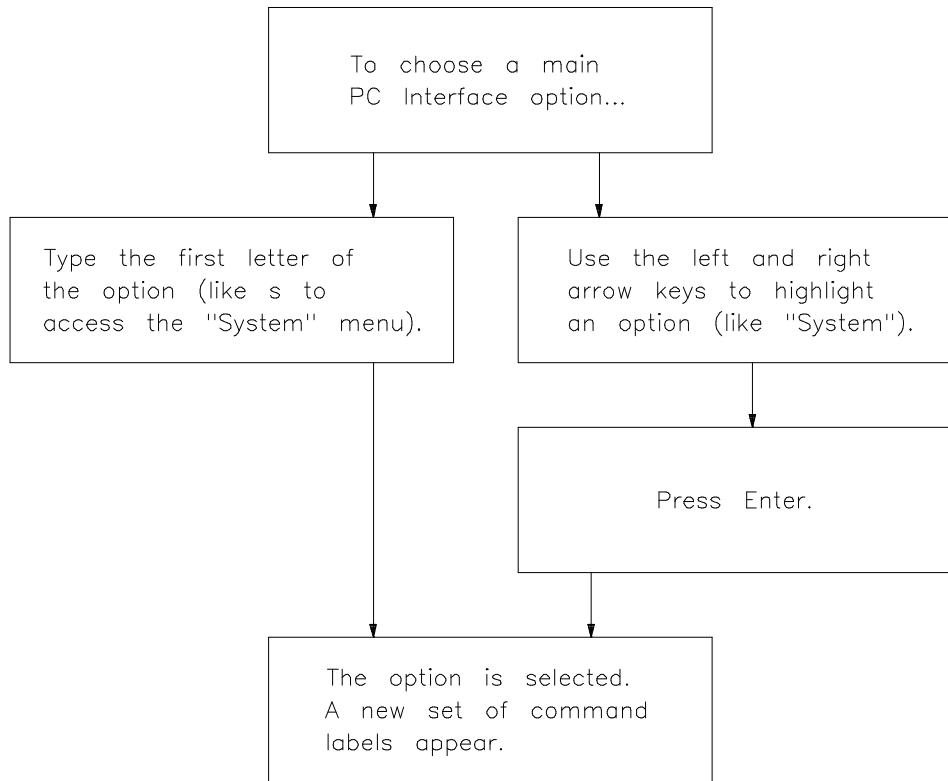 To choose a main
PC Interface option...
Type the first letter of
the option (like s to
access the "System" menu).
Use the left and right
arrow keys to highlight
an option (like "System").
Press Enter.
The option is selected.
A new set of command
labels appear.